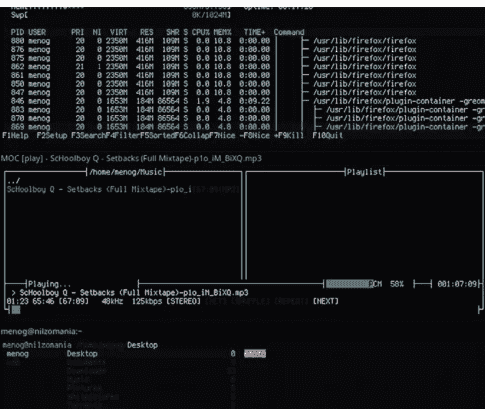 Swp[ 0K/1024M] Uptime:
PID USER PRI NI VIRT RES SHR S CPU% MEM% TIME+ Command
880 menog 20 0 2350M 416M 109M S 0.0 10.8 0:00.00 /usr/lib/firefox/firefox
876 menog 20 0 2350M 416M 109M S 0.0 10.8 0:00.00 /usr/lib/firefox/firefox
875 menog 20 0 2350M 416M 109M S 0.0 10.8 0:00.00 /usr/lib/firefox/firefox
862 menog 21 1 2350M 416M 109M S 0.0 10.8 0:00.00 /usr/lib/firefox/firefox
861 menog 20 0 2350M 416M 109M S 0.0 10.8 0:00.00 /usr/lib/firefox/firefox
850 menog 20 0 2350M 416M 109M S 0.0 10.8 0:00.00 /usr/lib/firefox/firefox
847 menog 20 0 2350M 416M 109M S 0.0 10.8 0:00.00 /usr/lib/firefox/firefox
846 menog 20 0 1653M 184M 86564 S 1.9 4.8 0:09.22 /usr/lib/firefox/plugin-container -greom
883 menog 20 0 1653M 184M 86564 S 0.0 4.8 0:00.00 /usr/lib/firefox/plugin-container -gr
870 menog 20 0 1653M 184M 86564 S 0.0 4.8 0:00.00 /usr/lib/firefox/plugin-container -gr
869 menog 20 0 1653M 184M 86564 S 0.0 4.8 0:00.00 /usr/lib/firefox/plugin-container -gr
F1Help F2Setup F3SearchF4FilterF5SortedF6CollapF7Nice -F8Nice +F9Kill F10Quit
MOC [play] - ScHoolboy Q - Setbacks (Full Mixtape)-p1o_iM_BiXQ.mp3
/home/menog/Music Playlist
../
ScHoolboy Q - Setbacks (Full Mixtape)-p1o_i
Playing... CM 58% 001:07:09
> ScHoolboy Q - Setbacks (Full Mixtape)-p1o_iM_BiXQ.mp3
01:23 65:46 [67:09] 48kHz 125kbps [STEREO] [NEXT]
menog@nilzomania:~
menog@nilzomania Desktop
menog Desktop 0